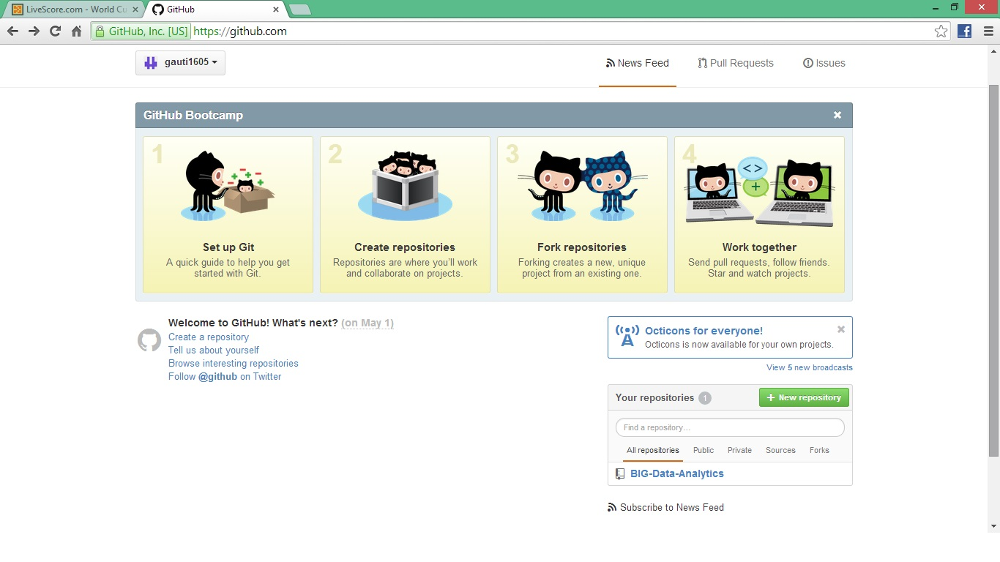 LiveScore.com - World Cu
GitHub
GitHub, Inc. [US] https://github.com
gauti1605
News Feed
Pull Requests
Issues
GitHub Bootcamp
1
Set up Git
A quick guide to help you get
started with Git.
2
Create repositories
Repositories are where you'll work
and collaborate on projects.
3
Fork repositories
Forking creates a new, unique
project from an existing one.
4
Work together
Send pull requests, follow friends.
Star and watch projects.
Welcome to GitHub! What's next? (on May 1)
Create a repository
Tell us about yourself
Browse interesting repositories
Follow @github on Twitter
Octicons for everyone!
Octicons is now available for your own projects.
View 5 new broadcasts
Your repositories 1
+ New repository
Find a repository…
All repositories Public Private Sources Forks
BIG-Data-Analytics
Subscribe to News Feed